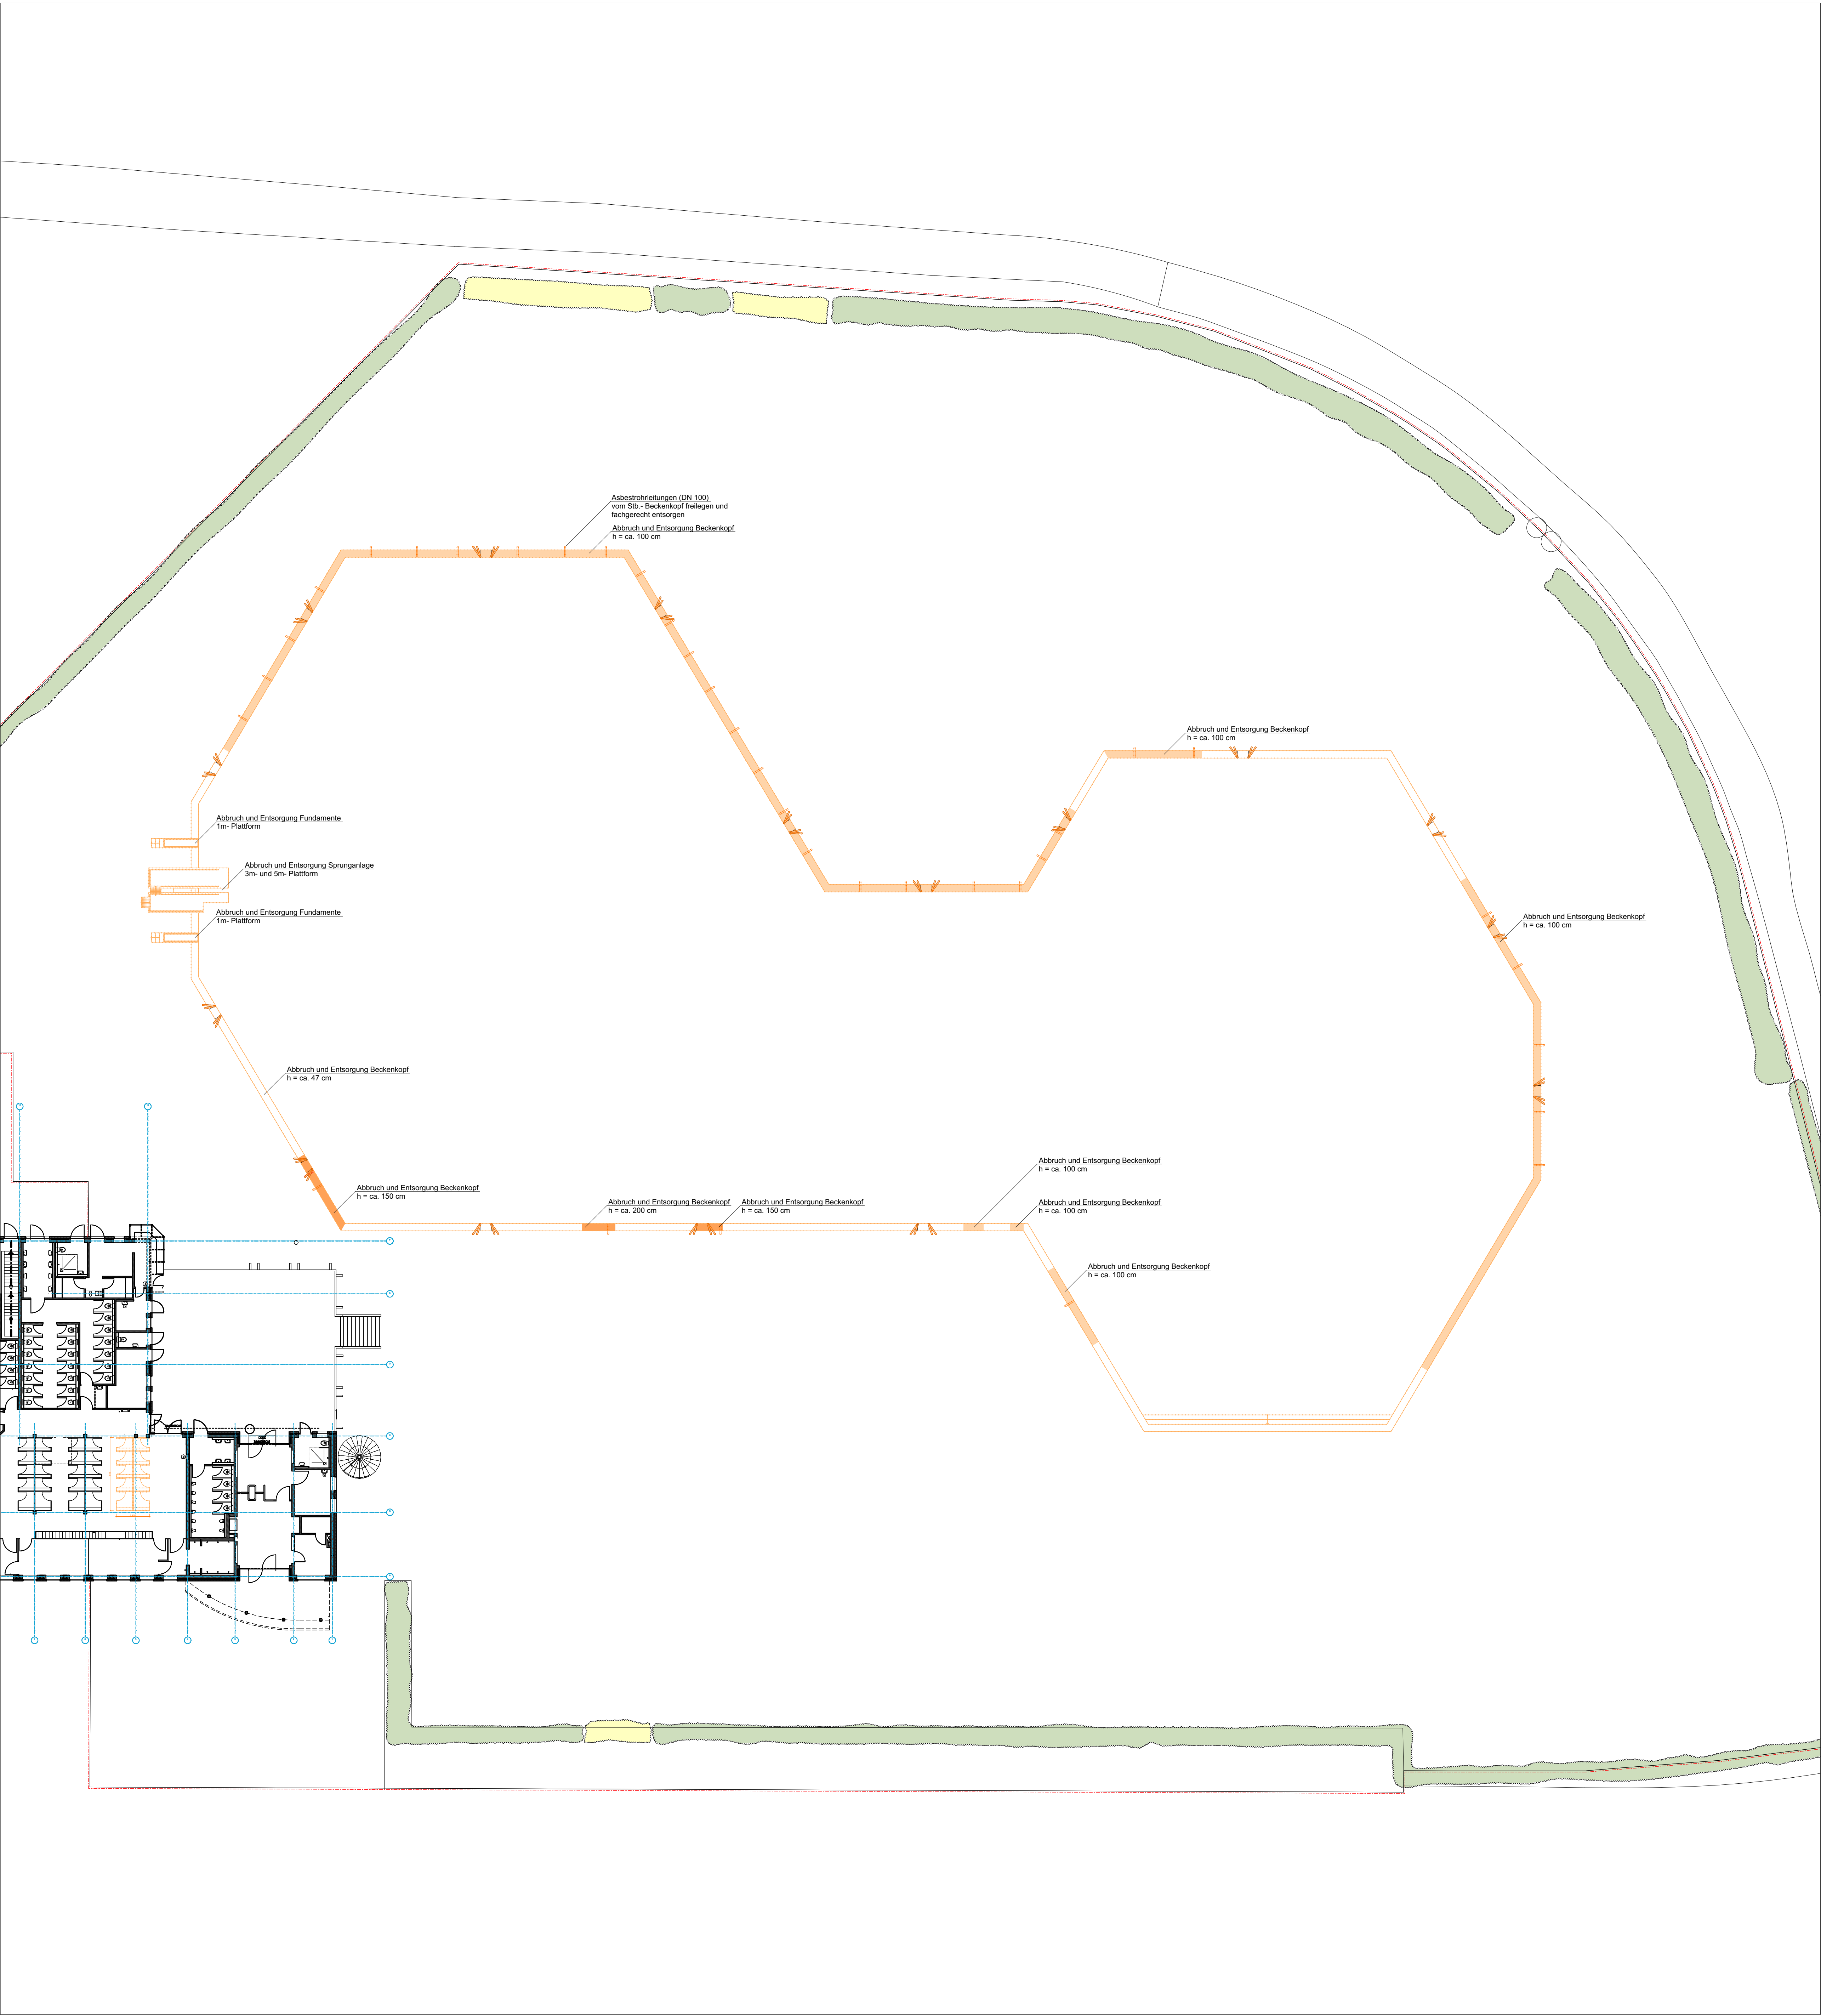 Asbestrohrleitungen (DN 100)
vom Stb.- Beckenkopf freilegen und
fachgerecht entsorgen
Abbruch und Entsorgung Beckenkopf
h = ca. 100 cm
Abbruch und Entsorgung Beckenkopf
h = ca. 100 cm
Abbruch und Entsorgung Fundamente
1m- Plattform
Abbruch und Entsorgung Sprunganlage
3m- und 5m- Plattform
Abbruch und Entsorgung Fundamente
1m- Plattform
Abbruch und Entsorgung Beckenkopf
h = ca. 100 cm
Abbruch und Entsorgung Beckenkopf
h = ca. 47 cm
Abbruch und Entsorgung Beckenkopf
h = ca. 150 cm
Abbruch und Entsorgung Beckenkopf
h = ca. 200 cm
Abbruch und Entsorgung Beckenkopf
h = ca. 150 cm
Abbruch und Entsorgung Beckenkopf
h = ca. 100 cm
Abbruch und Entsorgung Beckenkopf
h = ca. 100 cm
Abbruch und Entsorgung Beckenkopf
h = ca. 100 cm